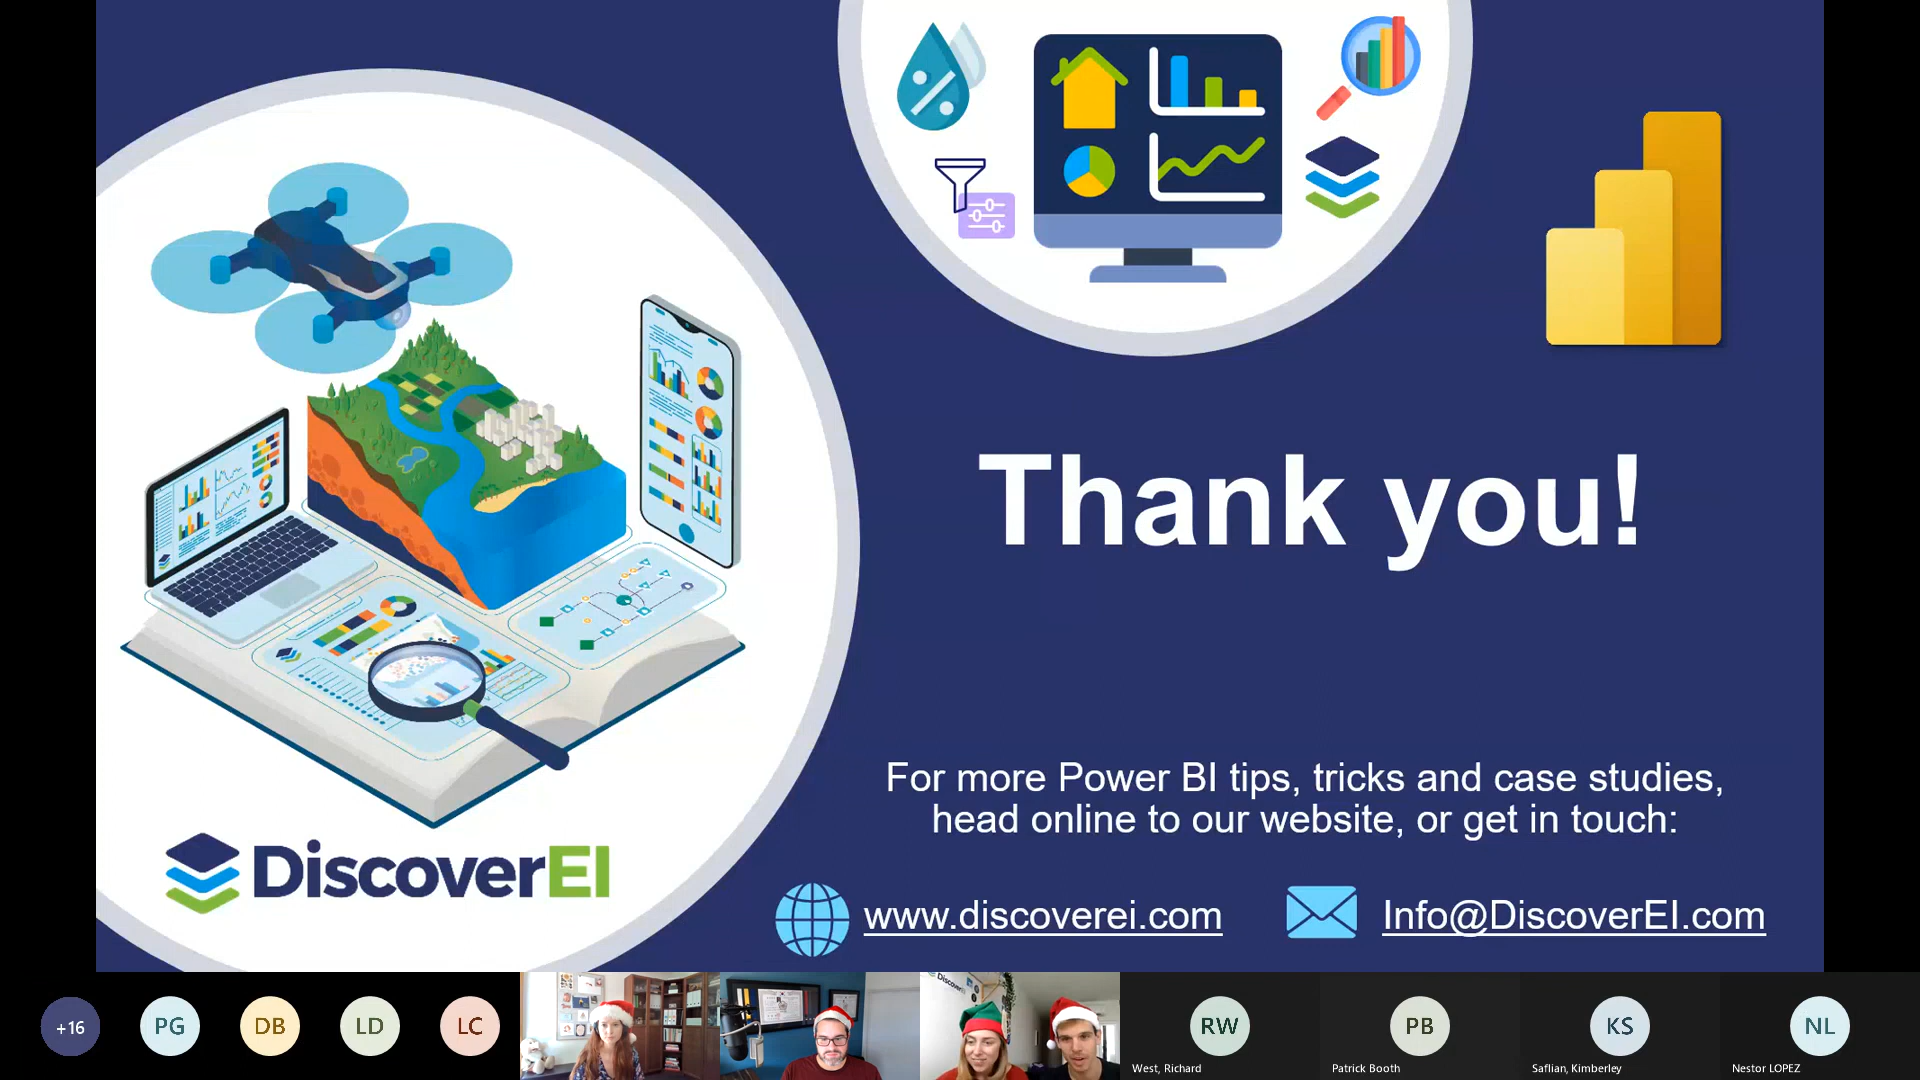 Thank you!
For more Power BI tips, tricks and case studies,
head online to our website, or get in touch:
DiscoverEI
www.discoverei.com
Info@DiscoverEI.com
+16
PG
DB
LD
LC
RW
PB
KS
NL
West, Richard
Patrick Booth
Saflian, Kimberley
Nestor LOPEZ